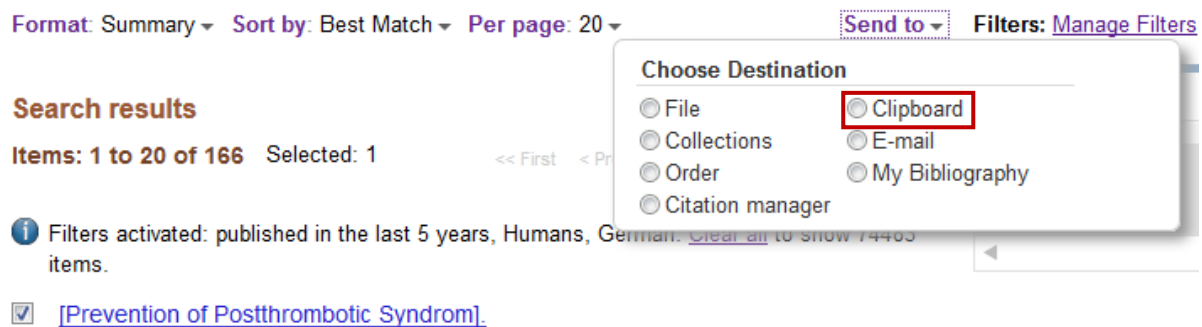 Format: Summary Sort by: Best Match Per page: 20 Send to Filters: Manage Filters
Choose Destination
File Clipboard
Collections E-mail
Order My Bibliography
Citation manager
Search results
Items: 1 to 20 of 166 Selected: 1 << First < Pr
Filters activated: published in the last 5 years, Humans, German. Clear all to show 74485
items.
[Prevention of Postthrombotic Syndrom].